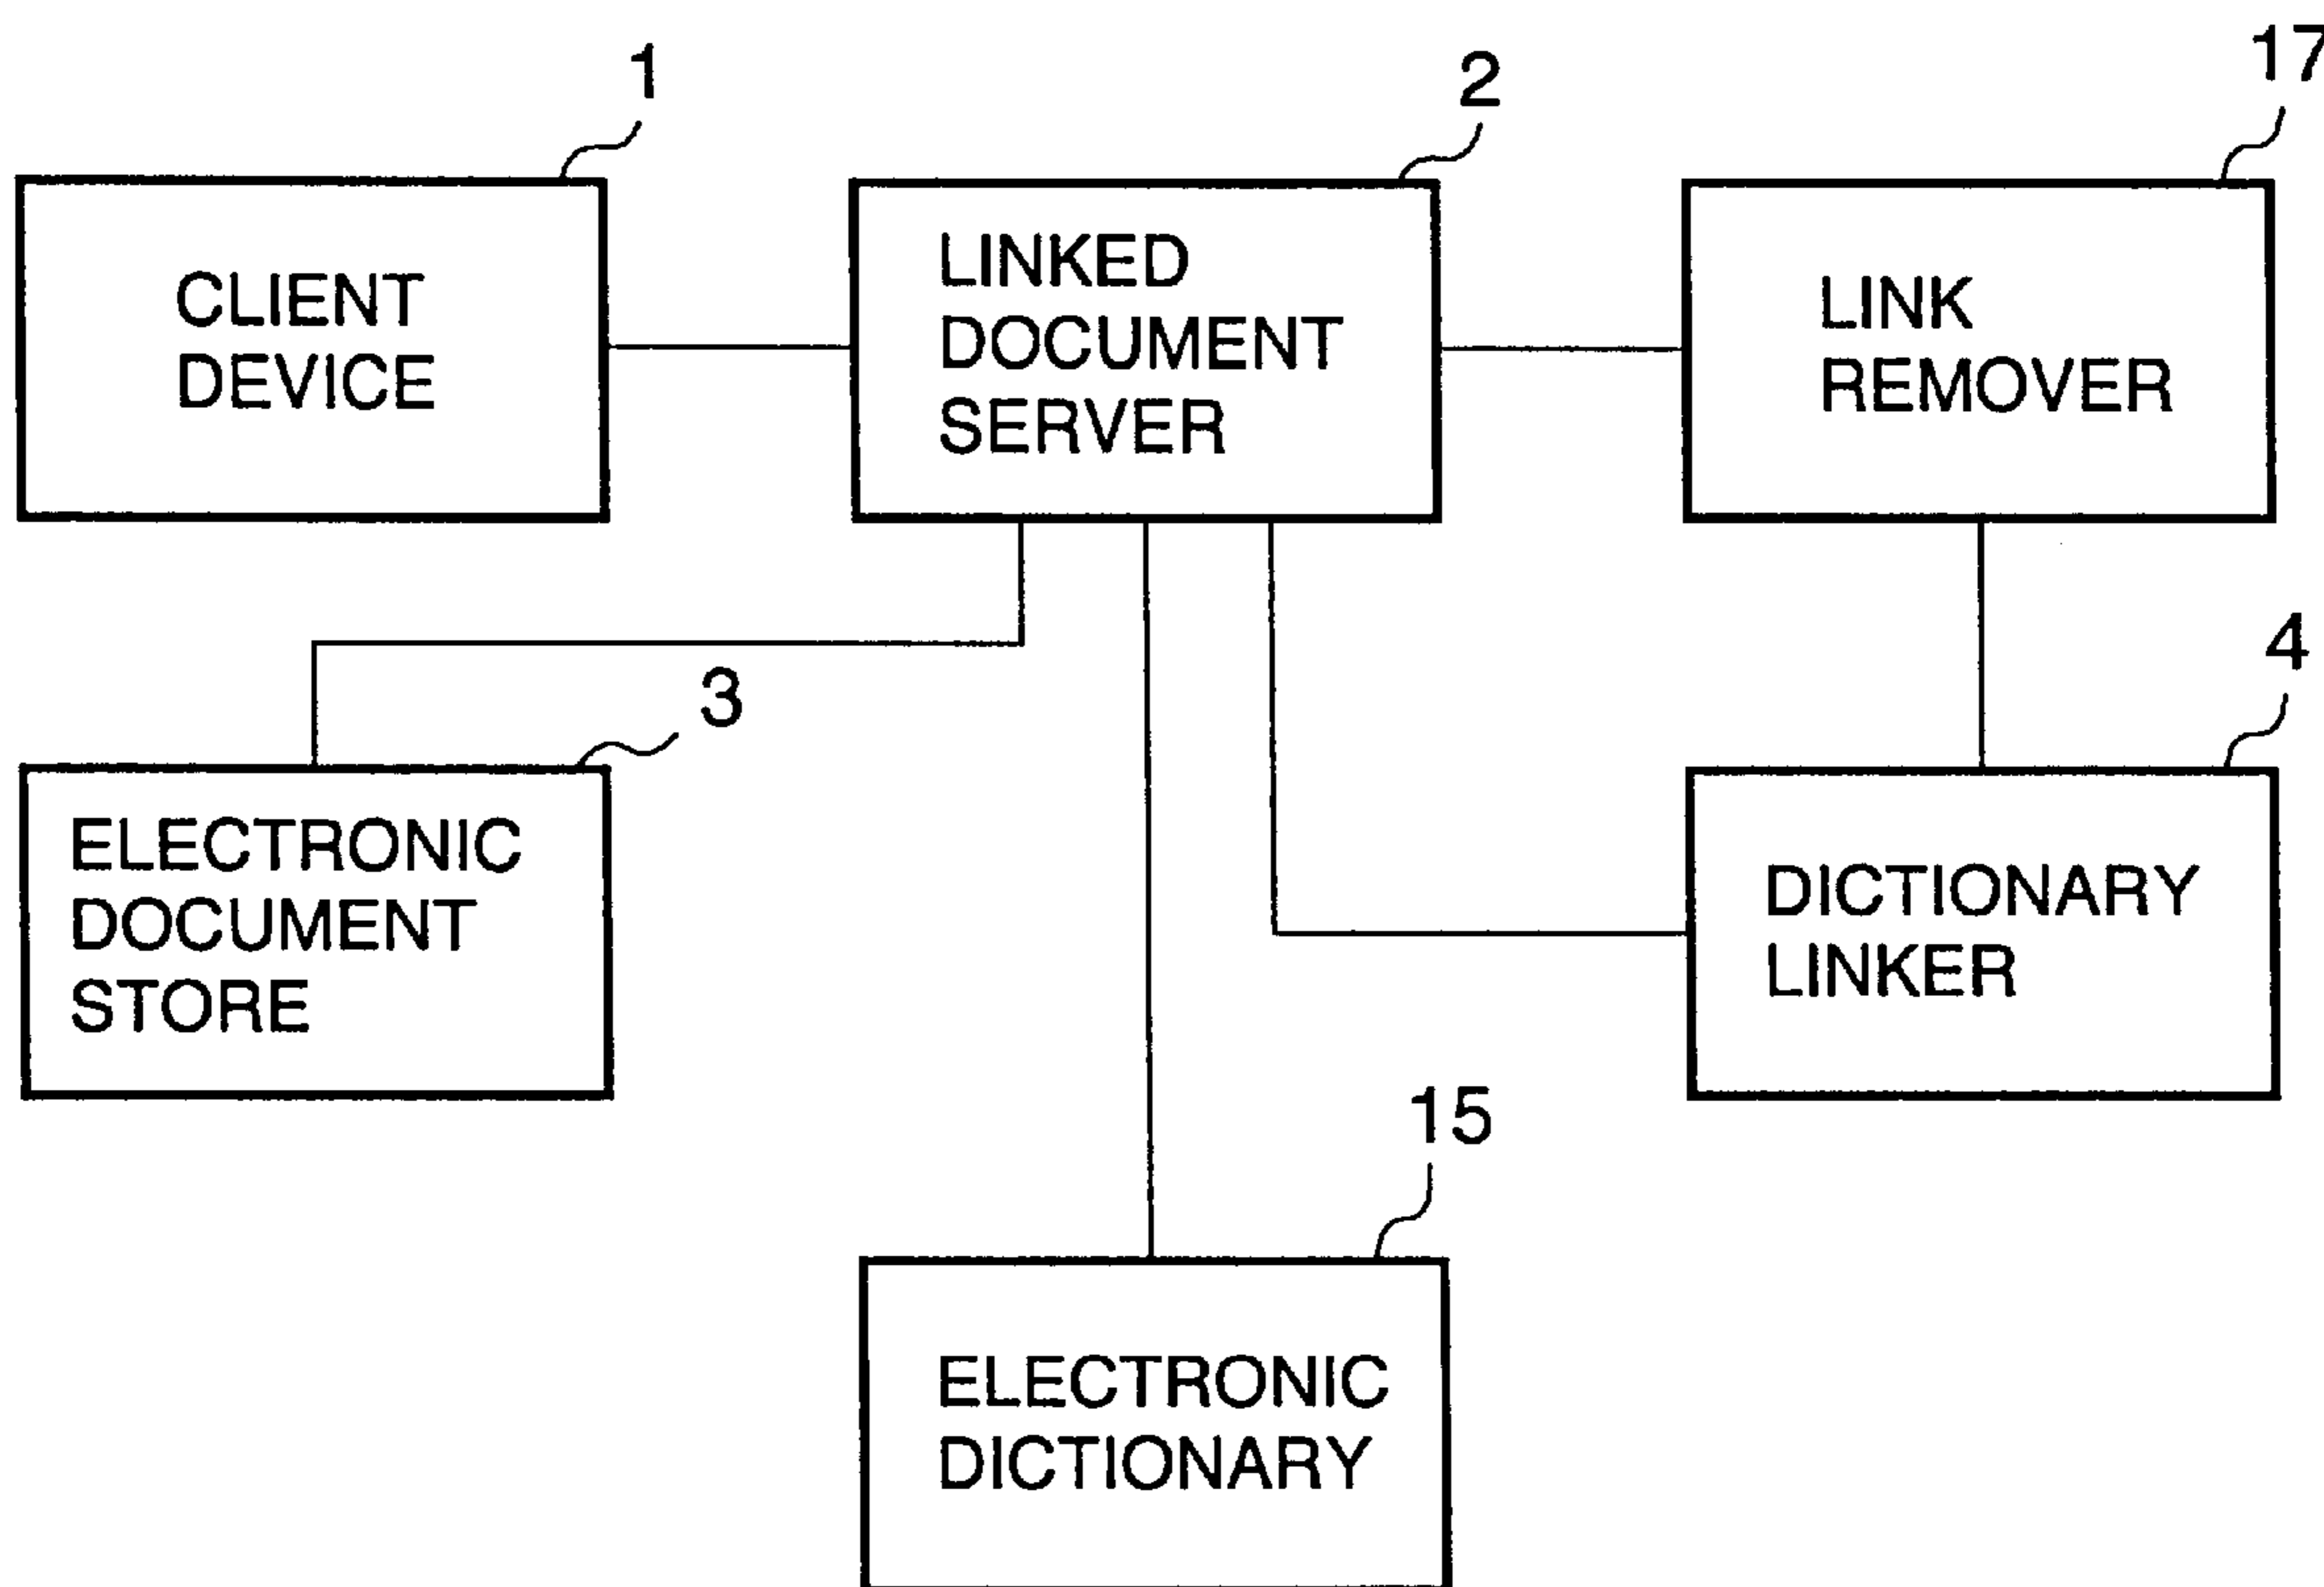 1
2
17
CLIENT
DEVICE
LINKED
DOCUMENT
SERVER
LINK
REMOVER
3
4
ELECTRONIC
DOCUMENT
STORE
DICTIONARY
LINKER
15
ELECTRONIC
DICTIONARY